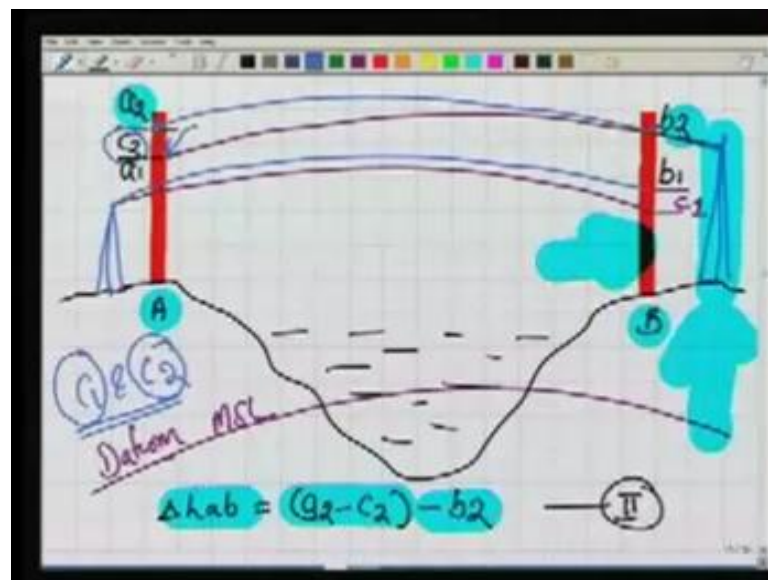 a2
b2
C2
a1
b1
C1
A
B
C1 & C2
Datum MSL
Δhab = (a2-c2) - b2 — II